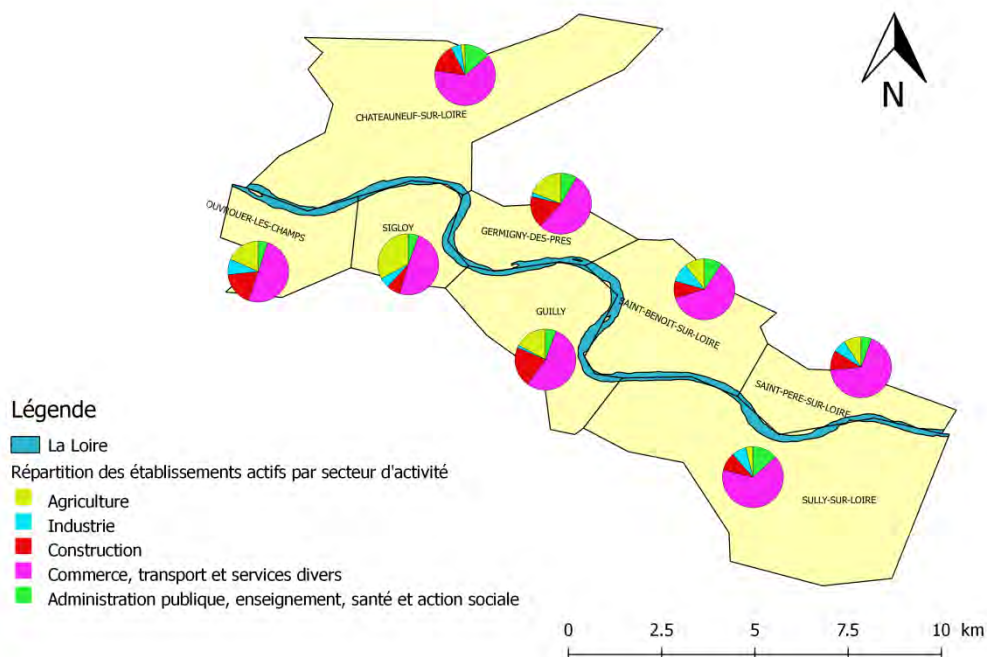 N
CHATEAUNEUF-SUR-LOIRE
OUVROUER-LES-CHAMPS
SIGLOY
GERMIGNY-DES-PRES
GUILLY
SAINT-BENOIT-SUR-LOIRE
SAINT-PERE-SUR-LOIRE
SULLY-SUR-LOIRE
Légende
La Loire
Répartition des établissements actifs par secteur d'activité
Agriculture
Industrie
Construction
Commerce, transport et services divers
Administration publique, enseignement, santé et action sociale
0 2.5 5 7.5 10 km